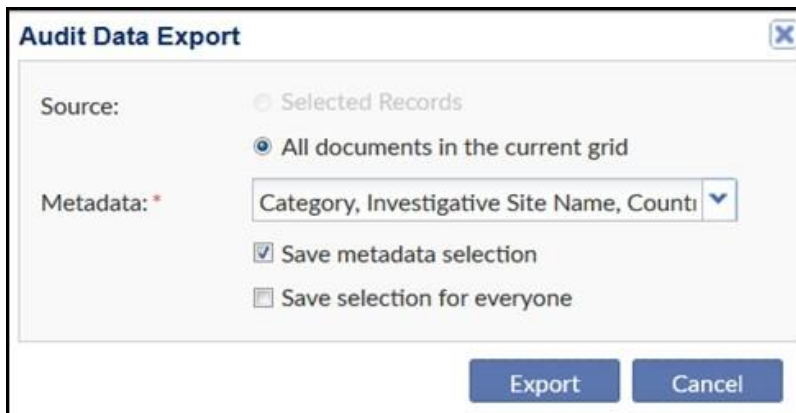 Audit Data Export
Source:
Selected Records
All documents in the current grid
Metadata: *
Category, Investigative Site Name, Count
Save metadata selection
Save selection for everyone
Export Cancel